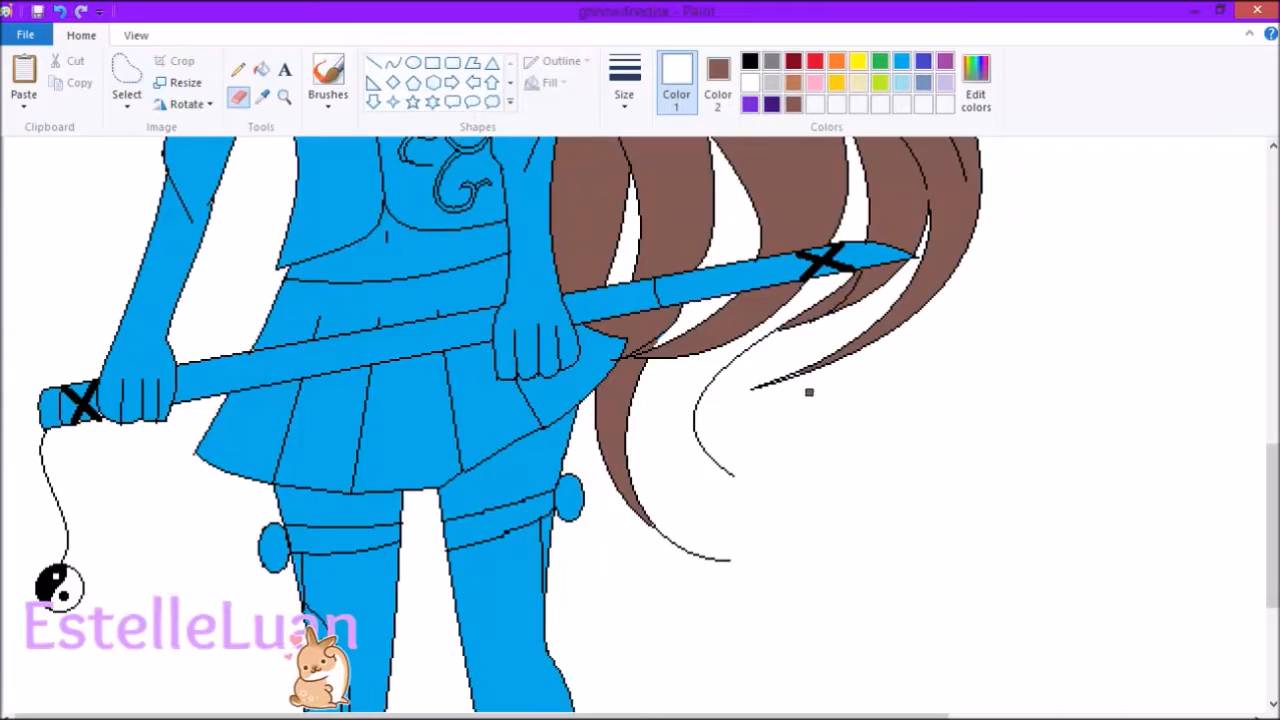 File
Home
View
Paste
Cut
Copy
Clipboard
Select
Crop
Resize
Rotate
Image
A
Tools
Brushes
Outline
Fill
Shapes
Size
Color
1
Color
2
Edit
colors
Colors
EstelleLuan